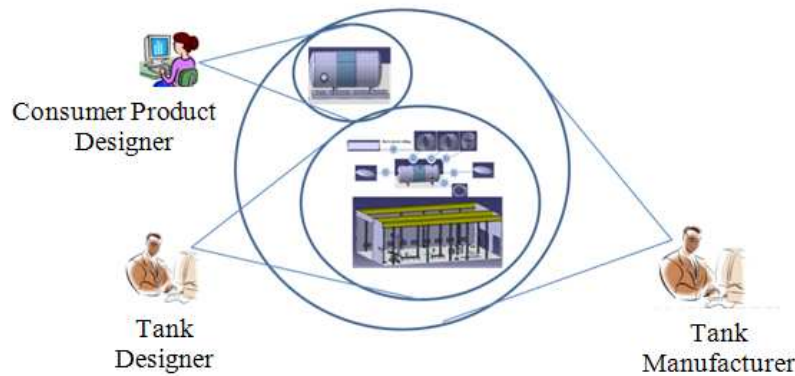 Consumer Product
Designer
Tank
Designer
Tank
Manufacturer